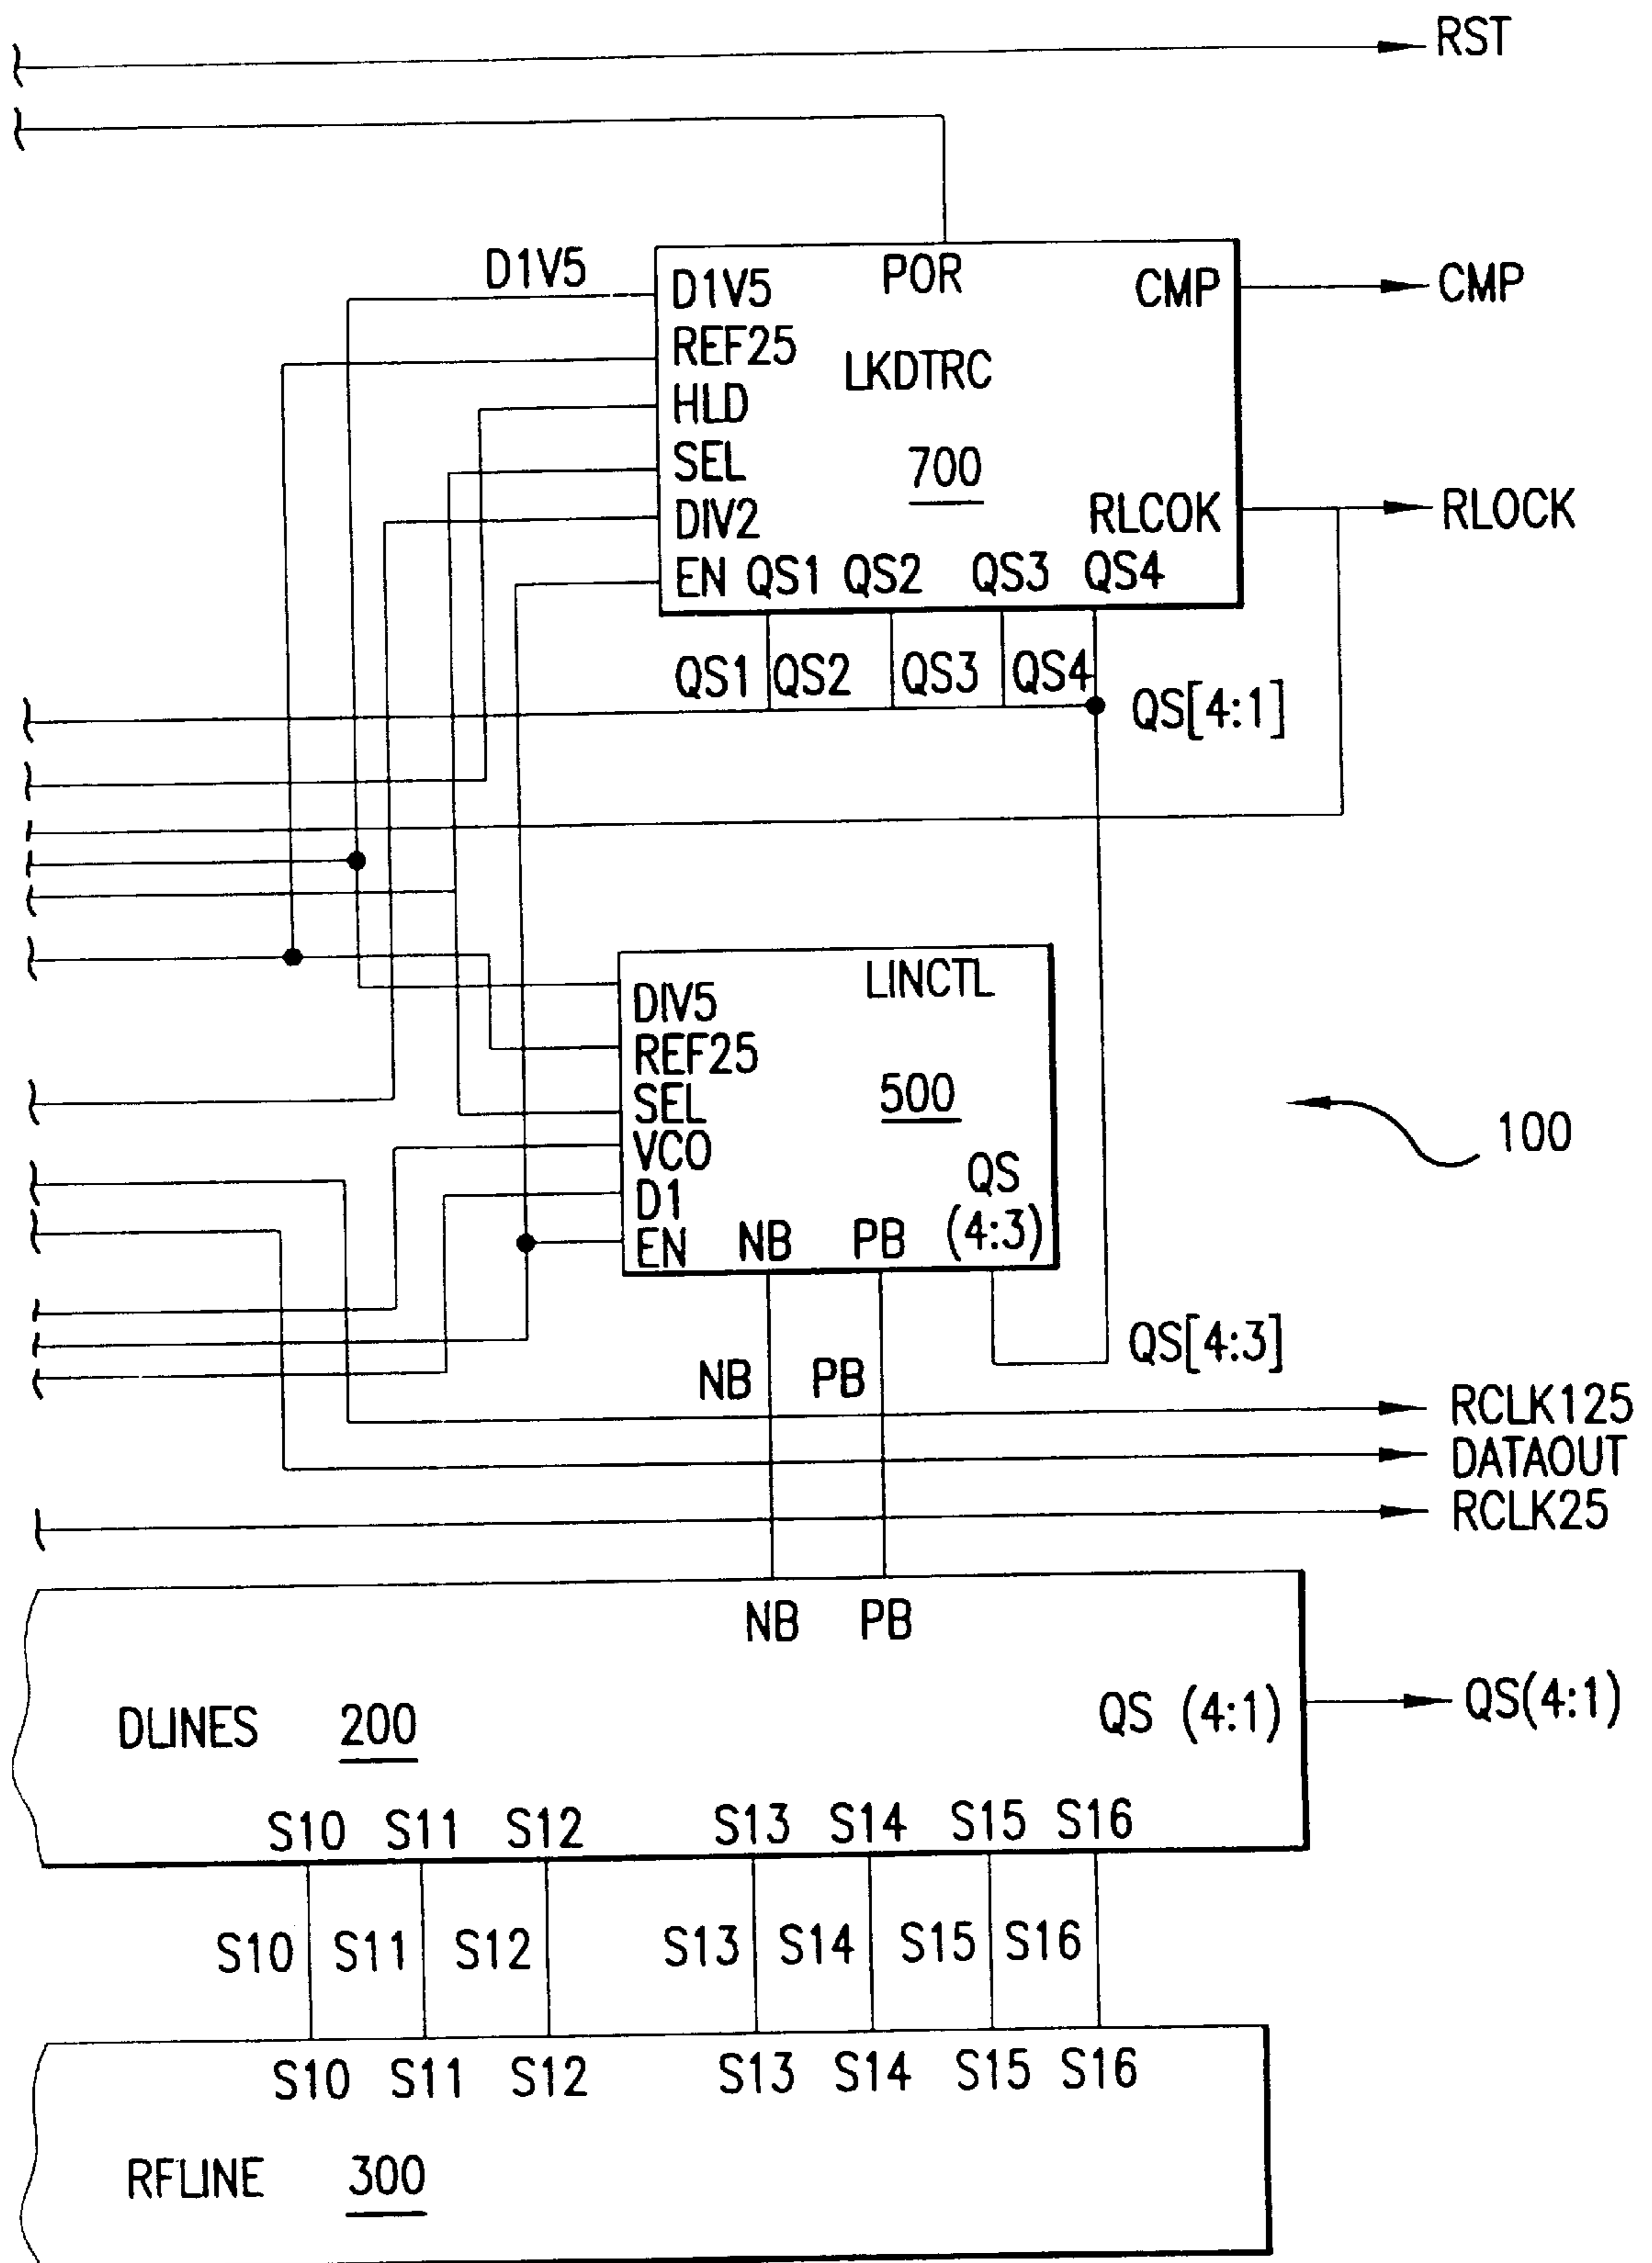 RST
D1V5
D1V5 POR CMP
CMP
REF25
LKDTRC
HLD
SEL
700
DIV2
RLCOK
RLOCK
EN QS1 QS2 QS3 QS4
QS1 QS2 QS3 QS4
QS[4:1]
LINCTL
DIV5
REF25
500
SEL
100
VCO
QS
D1
(4:3)
EN NB PB
QS[4:3]
NB PB
RCLK125
DATAOUT
RCLK25
NB PB
DLINES 200
QS (4:1)
QS(4:1)
S10 S11 S12 S13 S14 S15 S16
S10 S11 S12 S13 S14 S15 S16
S10 S11 S12 S13 S14 S15 S16
RFLINE 300